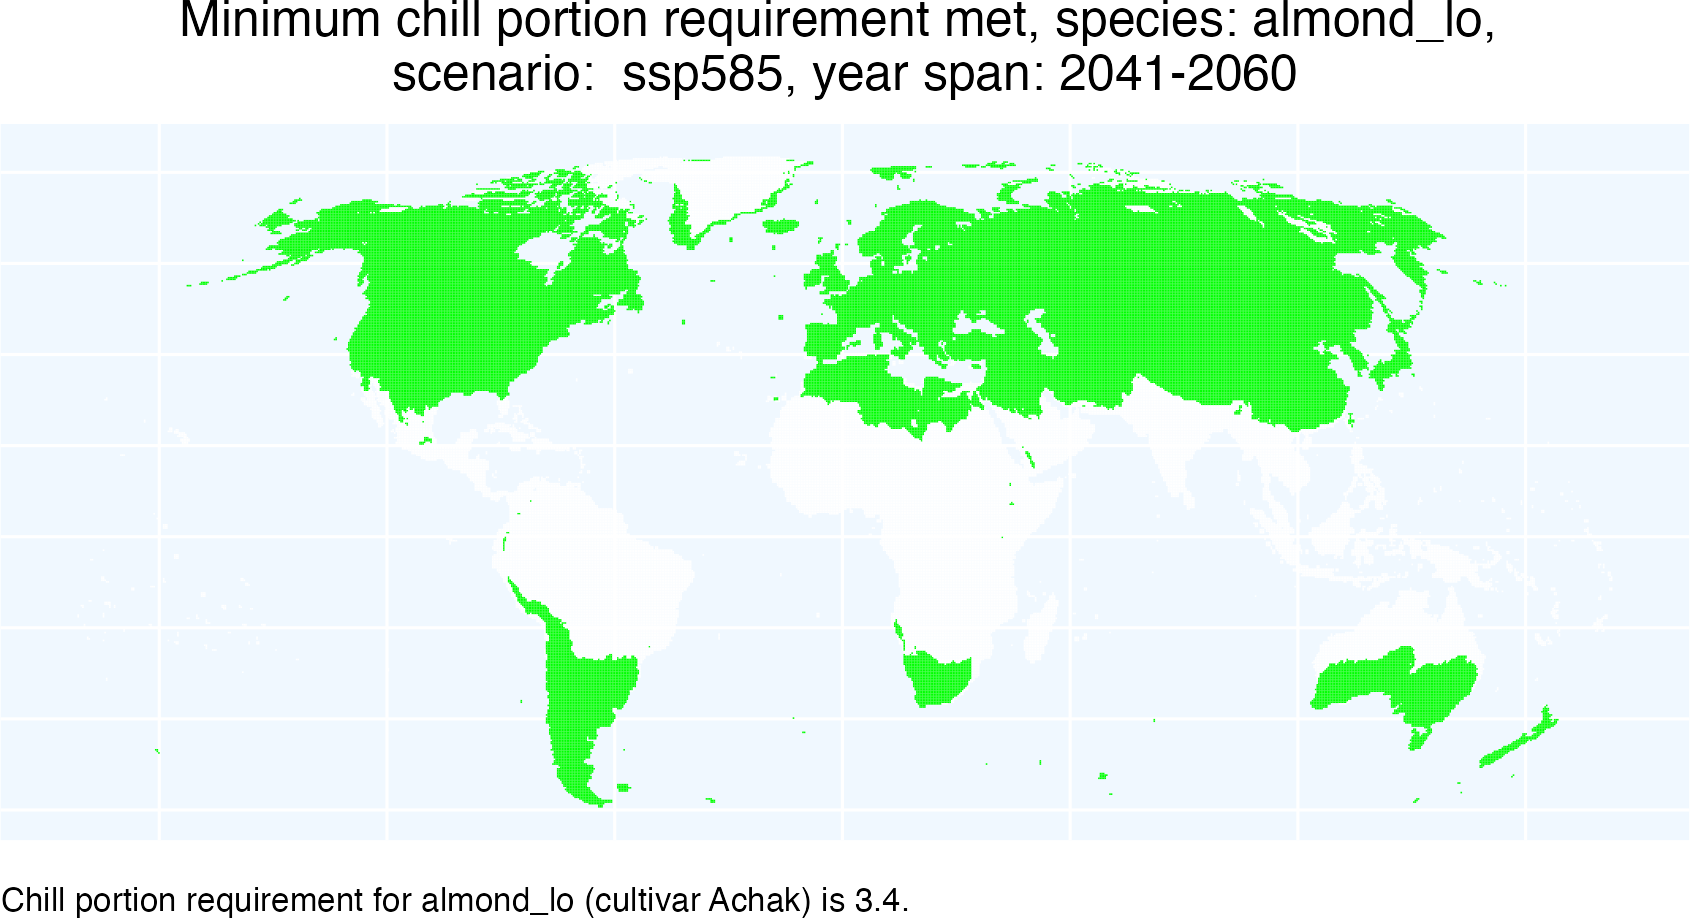 Minimum chill portion requirement met, species: almond_lo,
scenario:  ssp585, year span: 2041-2060
Chill portion requirement for almond_lo (cultivar Achak) is 3.4.